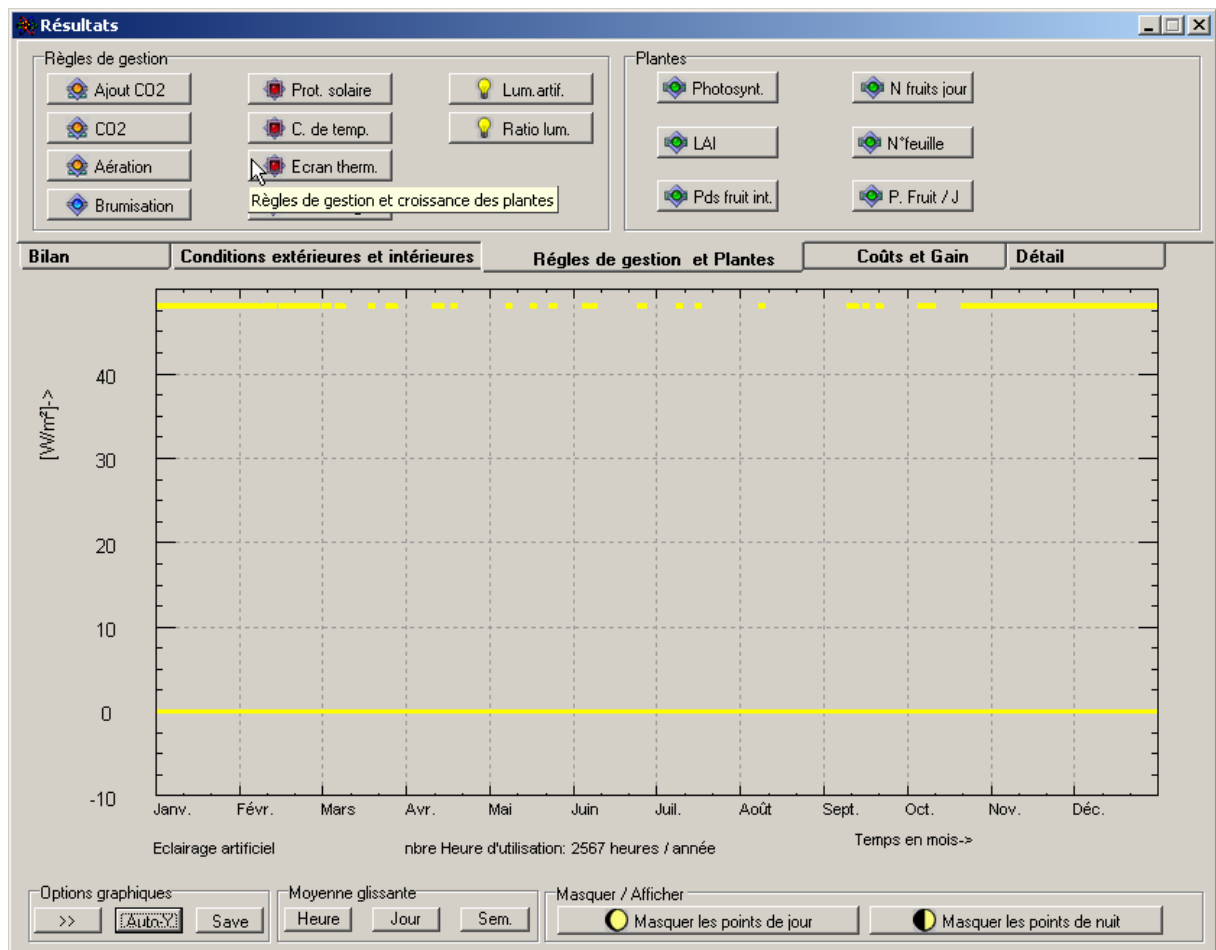 Résultats
Règles de gestion
Ajout CO2
Prot. solaire
Lum.artif.
CO2
C. de temp.
Ratio lum.
Aération
Ecran therm.
Brumisation
Règles de gestion et croissance des plantes
Plantes
Photosynt.
N fruits jour
LAI
N°feuille
Pds fruit int.
P. Fruit / J
Bilan
Conditions extérieures et intérieures
Régles de gestion et Plantes
Coûts et Gain
Détail
[W/m²]->
40
30
20
10
0
-10
Janv. Févr. Mars Avr. Mai Juin Juil. Août Sept. Oct. Nov. Déc.
Temps en mois->
Eclairage artificiel
nbre Heure d'utilisation: 2567 heures / année
Options graphiques
>>
Auto:Y
Save
Moyenne glissante
Heure
Jour
Sem.
Masquer / Afficher
Masquer les points de jour
Masquer les points de nuit